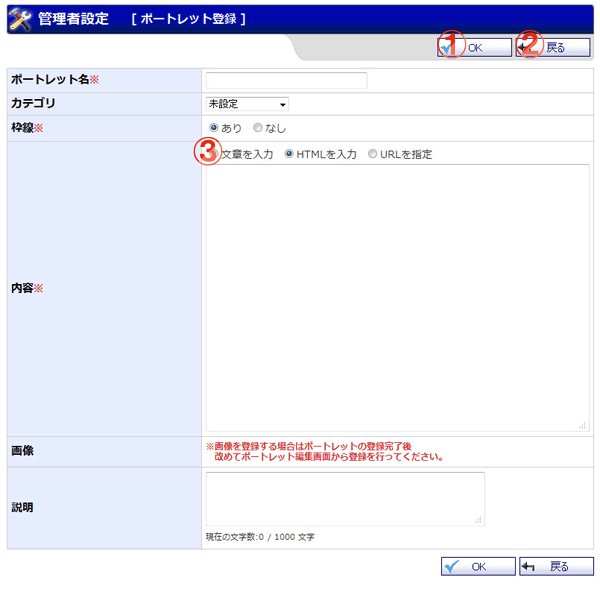 管理者設定 [ ポートレット登録 ]
① OK ② 戻る
ポートレット名※
カテゴリ 未設定
枠線※ あり なし
③ 文章を入力 HTMLを入力 URLを指定
内容※
画像 ※画像を登録する場合はポートレットの登録完了後
改めてポートレット編集画面から登録を行ってください。
説明
現在の文字数:0 / 1000 文字
OK 戻る